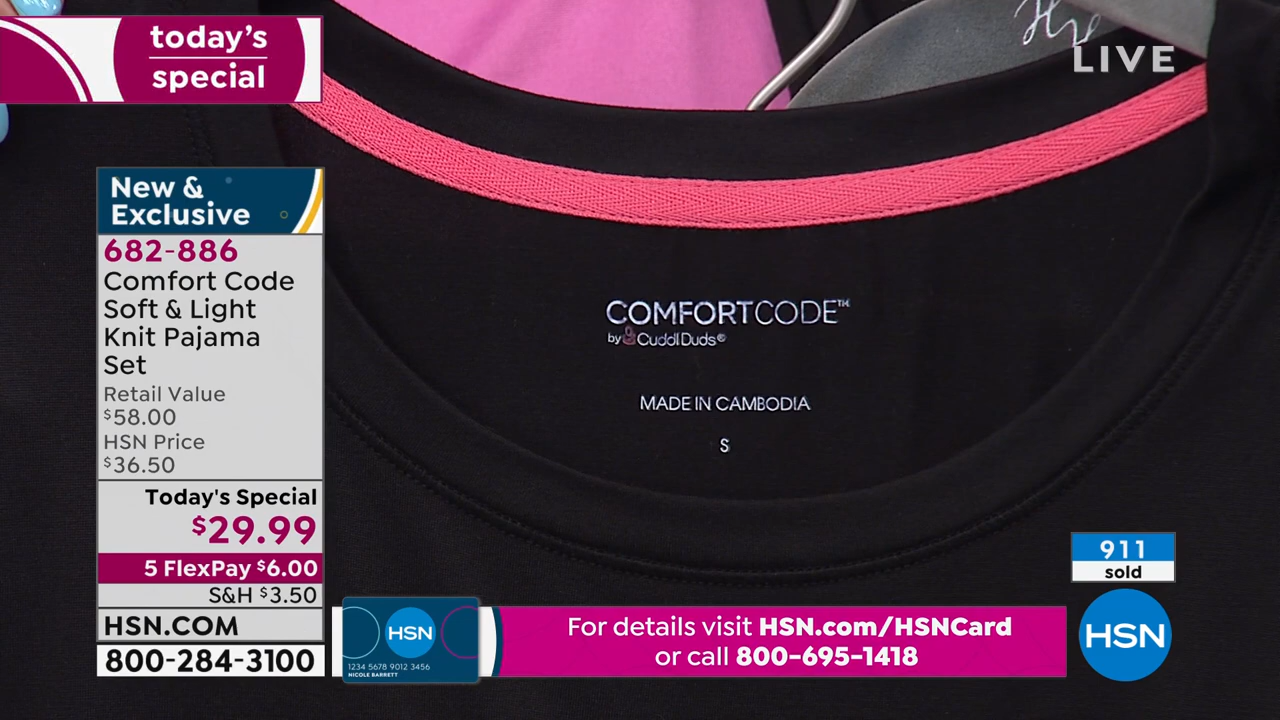 today's
special
LIVE
New &
Exclusive
682-886
Comfort Code
Soft & Light
Knit Pajama
Set
Retail Value
$58.00
HSN Price
$36.50
Today's Special
$29.99
5 FlexPay $6.00
S&H $3.50
HSN.COM
800-284-3100
COMFORTCODE™
by CuddlDuds®
MADE IN CAMBODIA
S
911
sold
HSN
1234 5678 9012 3456
NICOLE BARRETT
For details visit HSN.com/HSNCard
or call 800-695-1418
HSN